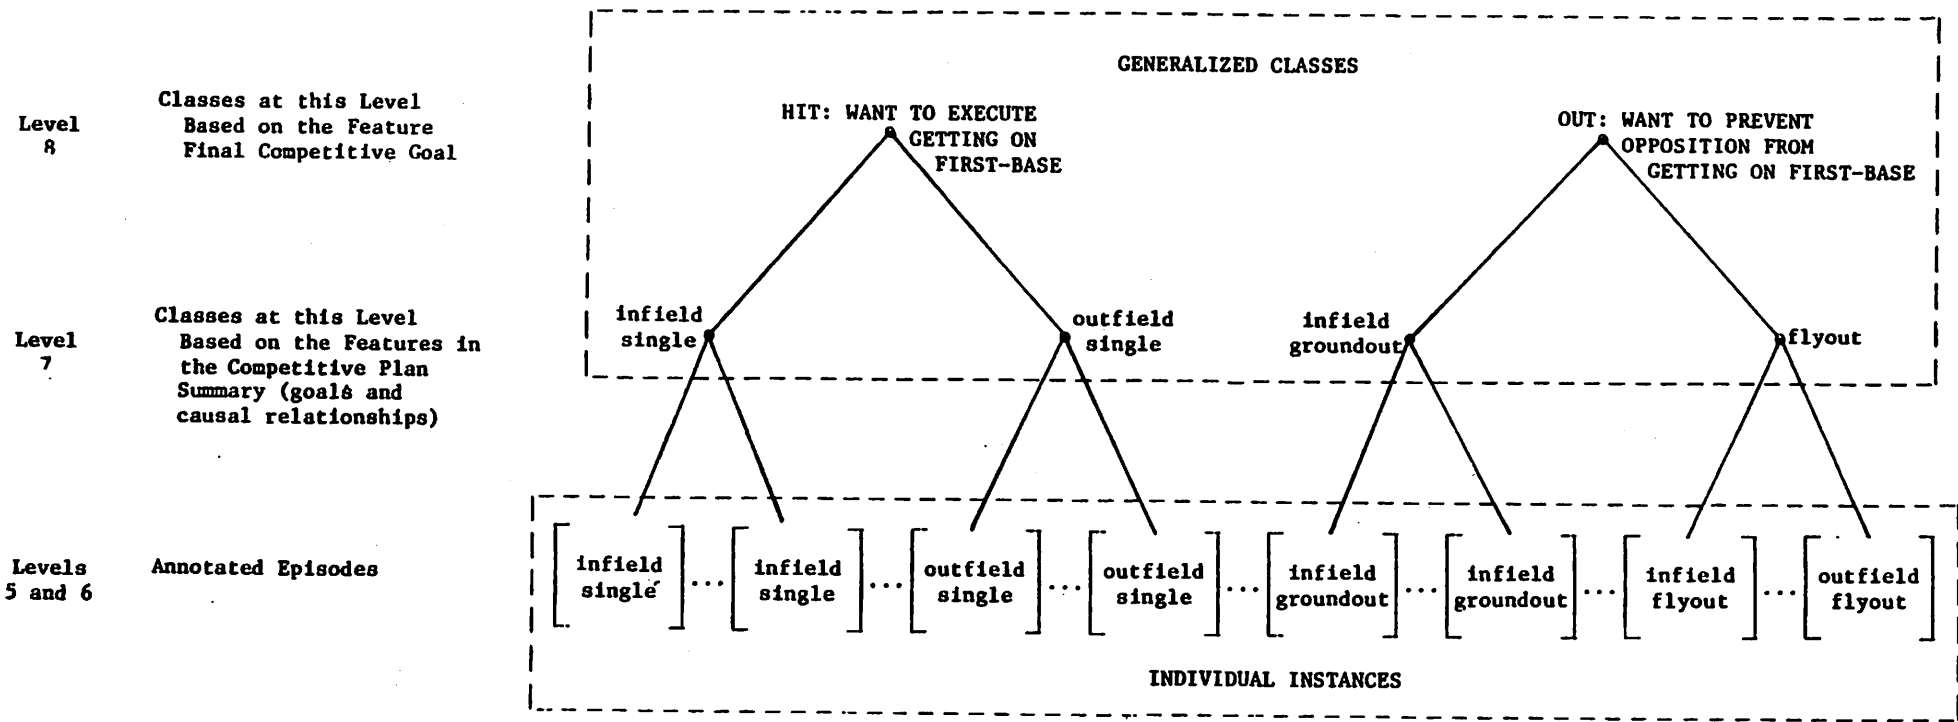 GENERALIZED CLASSES
Level
8
Classes at this Level
Based on the Feature
Final Competitive Goal
HIT: WANT TO EXECUTE
GETTING ON
FIRST-BASE
OUT: WANT TO PREVENT
OPPOSITION FROM
GETTING ON FIRST-BASE
Level
7
Classes at this Level
Based on the Features in
the Competitive Plan
Summary (goals and
causal relationships)
infield
single
outfield
single
infield
groundout
flyout
Levels
5 and 6
Annotated Episodes
infield
single
...
infield
single
...
outfield
single
...
outfield
single
...
infield
groundout
...
infield
groundout
...
infield
flyout
...
outfield
flyout
INDIVIDUAL INSTANCES